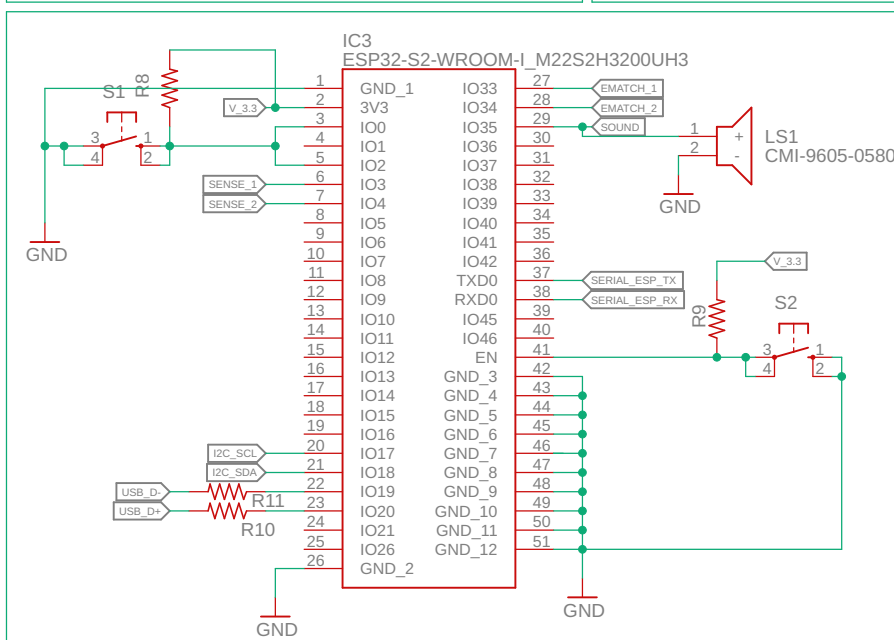 IC3
ESP32-S2-WROOM-I_M22S2H3200UH3
S1
R8
V_3.3
3 1
4 2
GND
SENSE_1
SENSE_2
I2C_SCL
I2C_SDA
USB_D-
USB_D+
R11
R10
GND
1 GND_1
2 3V3
3 IO0
4 IO1
5 IO2
6 IO3
7 IO4
8 IO5
9 IO6
10 IO7
11 IO8
12 IO9
13 IO10
14 IO11
15 IO12
16 IO13
17 IO14
18 IO15
19 IO16
20 IO17
21 IO18
22 IO19
23 IO20
24 IO21
25 IO26
26 GND_2
IO33 27
IO34 28
IO35 29
IO36 30
IO37 31
IO38 32
IO39 33
IO40 34
IO41 35
IO42 36
TXD0 37
RXD0 38
IO45 39
IO46 40
EN 41
GND_3 42
GND_4 43
GND_5 44
GND_6 45
GND_7 46
GND_8 47
GND_9 48
GND_10 49
GND_11 50
GND_12 51
EMATCH_1
EMATCH_2
SOUND
1 +
2 -
LS1
CMI-9605-0580
GND
SERIAL_ESP_TX
SERIAL_ESP_RX
V_3.3
R9
S2
3 1
4 2
GND